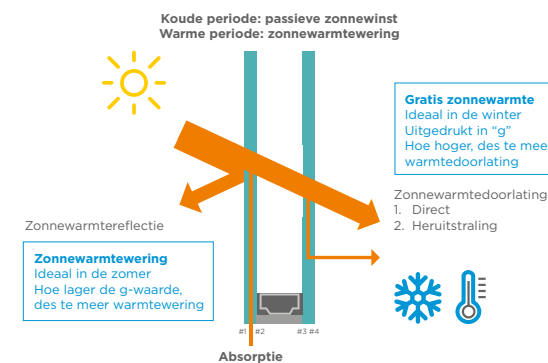 Koude periode: passieve zonnewinst
Warme periode: zonnewarmtewering
Gratis zonnewarmte
Ideaal in de winter
Uitgedrukt in “g”
Hoe hoger, des te meer
warmtedoorlating
Zonnewarmtedoorlating
1. Direct
2. Heruitstraling
Zonnewarmtereflectie
Zonnewarmtewering
Ideaal in de zomer
Hoe lager de g-waarde,
des te meer warmtewering
#1 #2 #3 #4
Absorptie